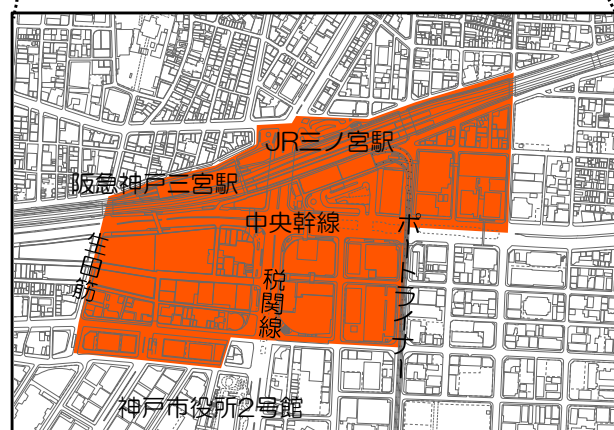 JR三ノ宮駅
阪急神戸三宮駅
中央幹線
ポートライナー
生田筋
税関線
神戸市役所2号館